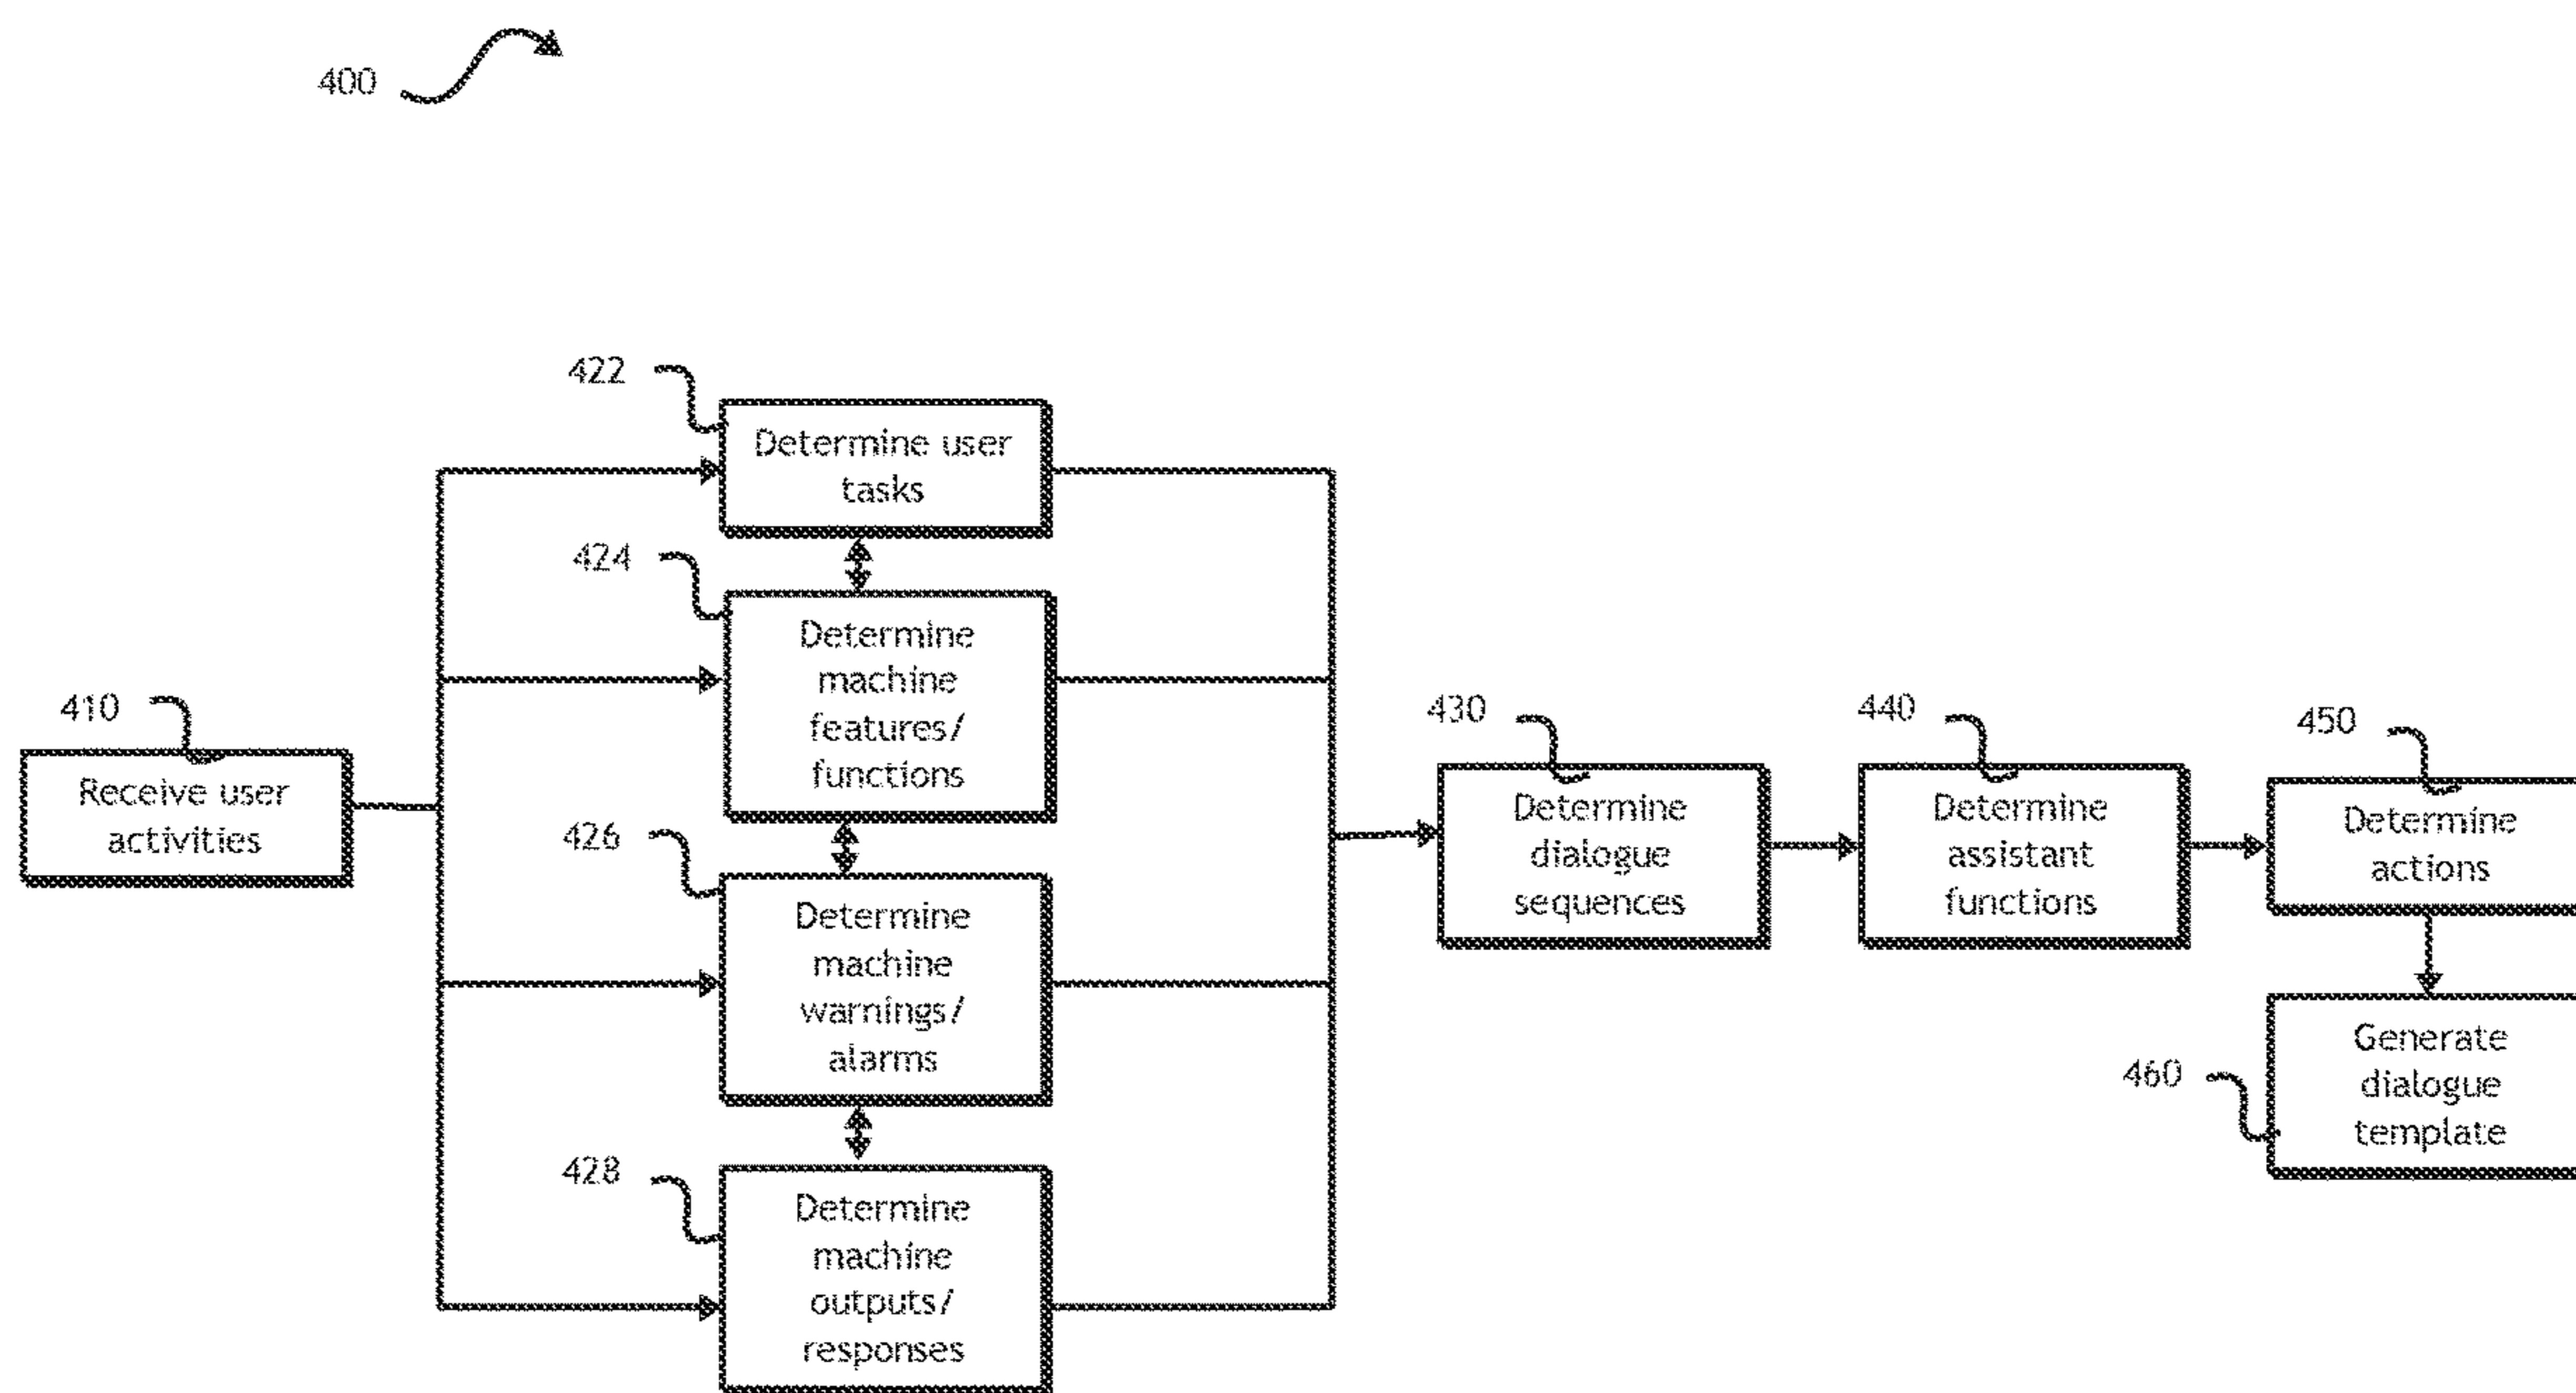 400
422
Determine user
tasks
424
Determine
machine
features/
functions
410
Receive user
activities
426
Determine
machine
warnings/
alarms
428
Determine
machine
outputs/
responses
430
Determine
dialogue
sequences
440
Determine
assistant
functions
450
Determine
actions
460
Generate
dialogue
template